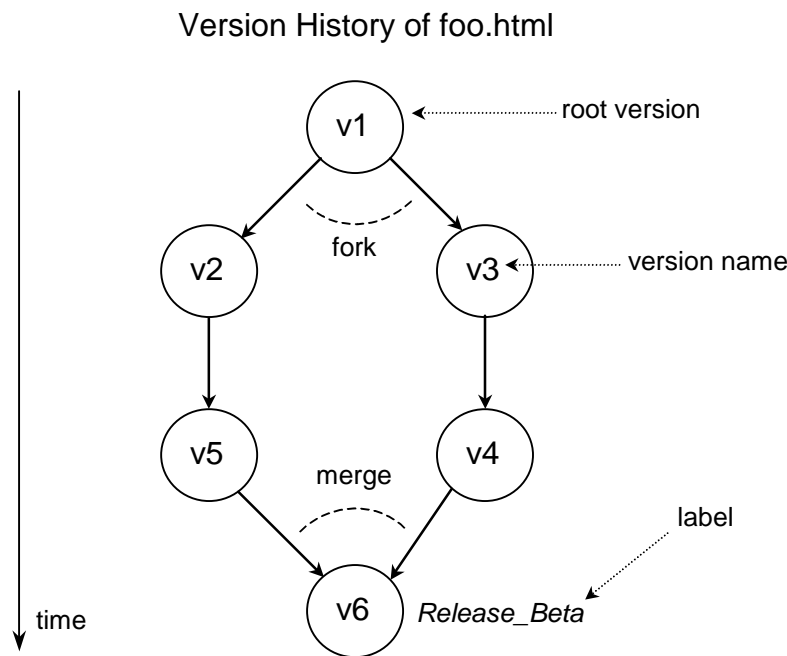 Version History of foo.html
v1
root version
fork
v2
v3
version name
v5
v4
merge
label
v6
Release_Beta
time